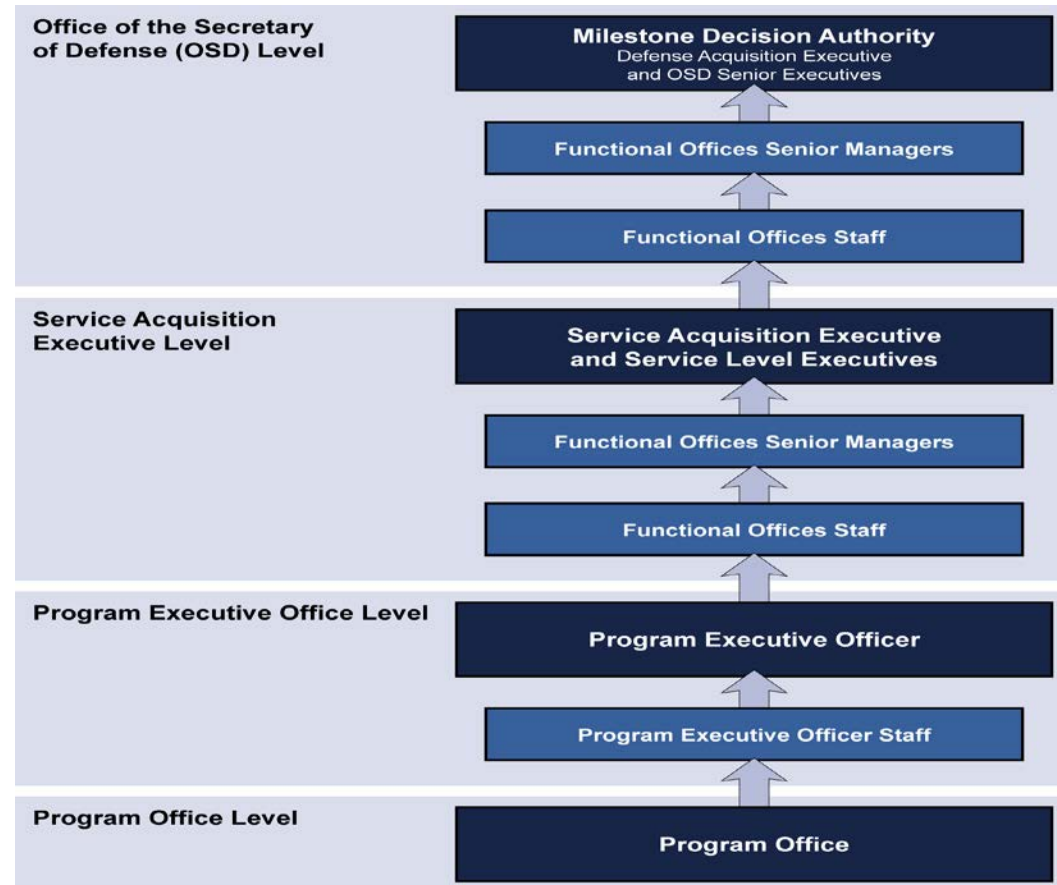 Office of the Secretary
of Defense (OSD) Level
Milestone Decision Authority
Defense Acquisition Executive
and OSD Senior Executives
Functional Offices Senior Managers
Functional Offices Staff
Service Acquisition
Executive Level
Service Acquisition Executive
and Service Level Executives
Functional Offices Senior Managers
Functional Offices Staff
Program Executive Office Level
Program Executive Officer
Program Executive Officer Staff
Program Office Level
Program Office